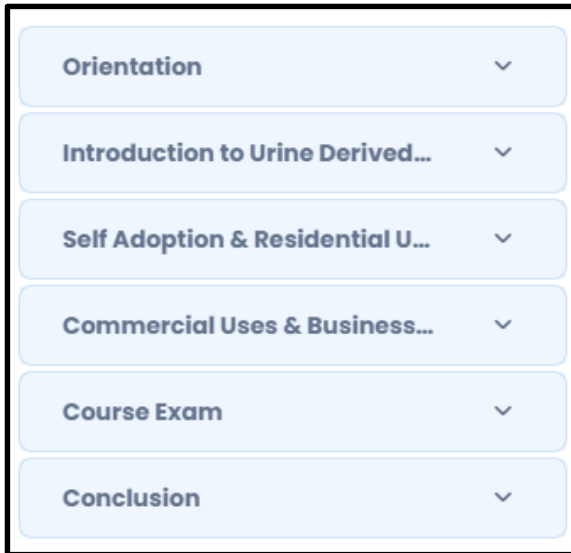 Orientation
Introduction to Urine Derived...
Self Adoption & Residential U...
Commercial Uses & Business...
Course Exam
Conclusion